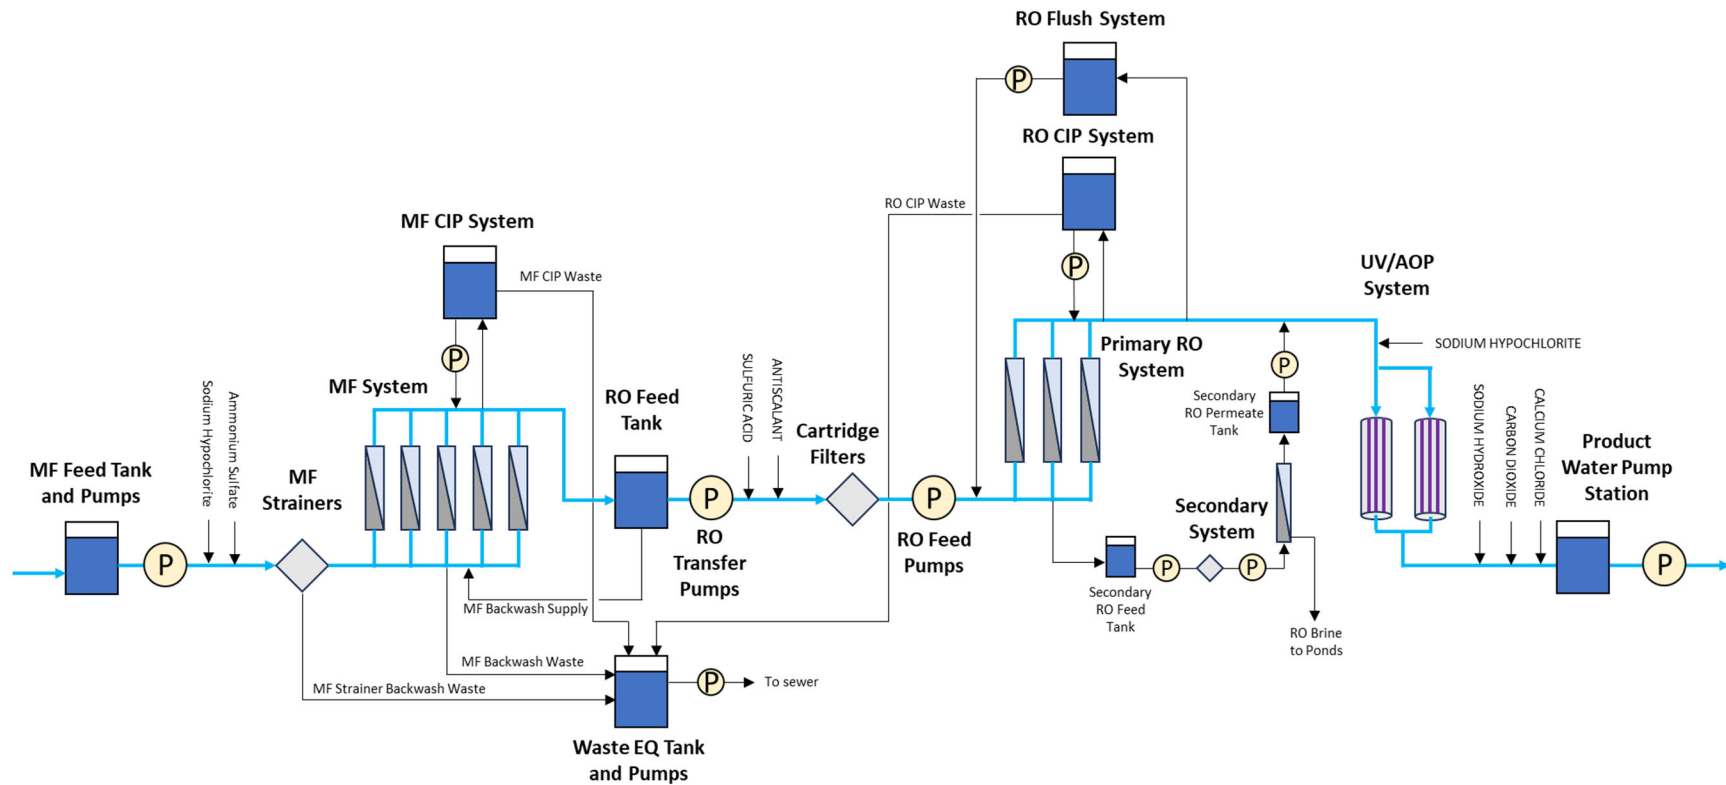 RO Flush System
P
RO CIP System
RO CIP Waste
P
MF CIP System
MF CIP Waste
P
UV/AOP
System
SODIUM HYPOCHLORITE
Primary RO
System
P
Secondary
RO Permeate
Tank
MF System
Sodium Hypochlorite
Ammonium Sulfate
RO Feed
Tank
SULFURIC ACID
ANTISCALANT
Cartridge
Filters
SODIUM HYDROXIDE
CARBON DIOXIDE
CALCIUM CHLORIDE
Product
Water Pump
Station
MF Feed Tank
and Pumps
MF
Strainers
P
P
RO
Transfer
Pumps
P
RO Feed
Pumps
Secondary
System
P
P
Secondary
RO Feed
Tank
P
MF Backwash Supply
RO Brine
to Ponds
MF Backwash Waste
MF Strainer Backwash Waste
P
To sewer
Waste EQ Tank
and Pumps